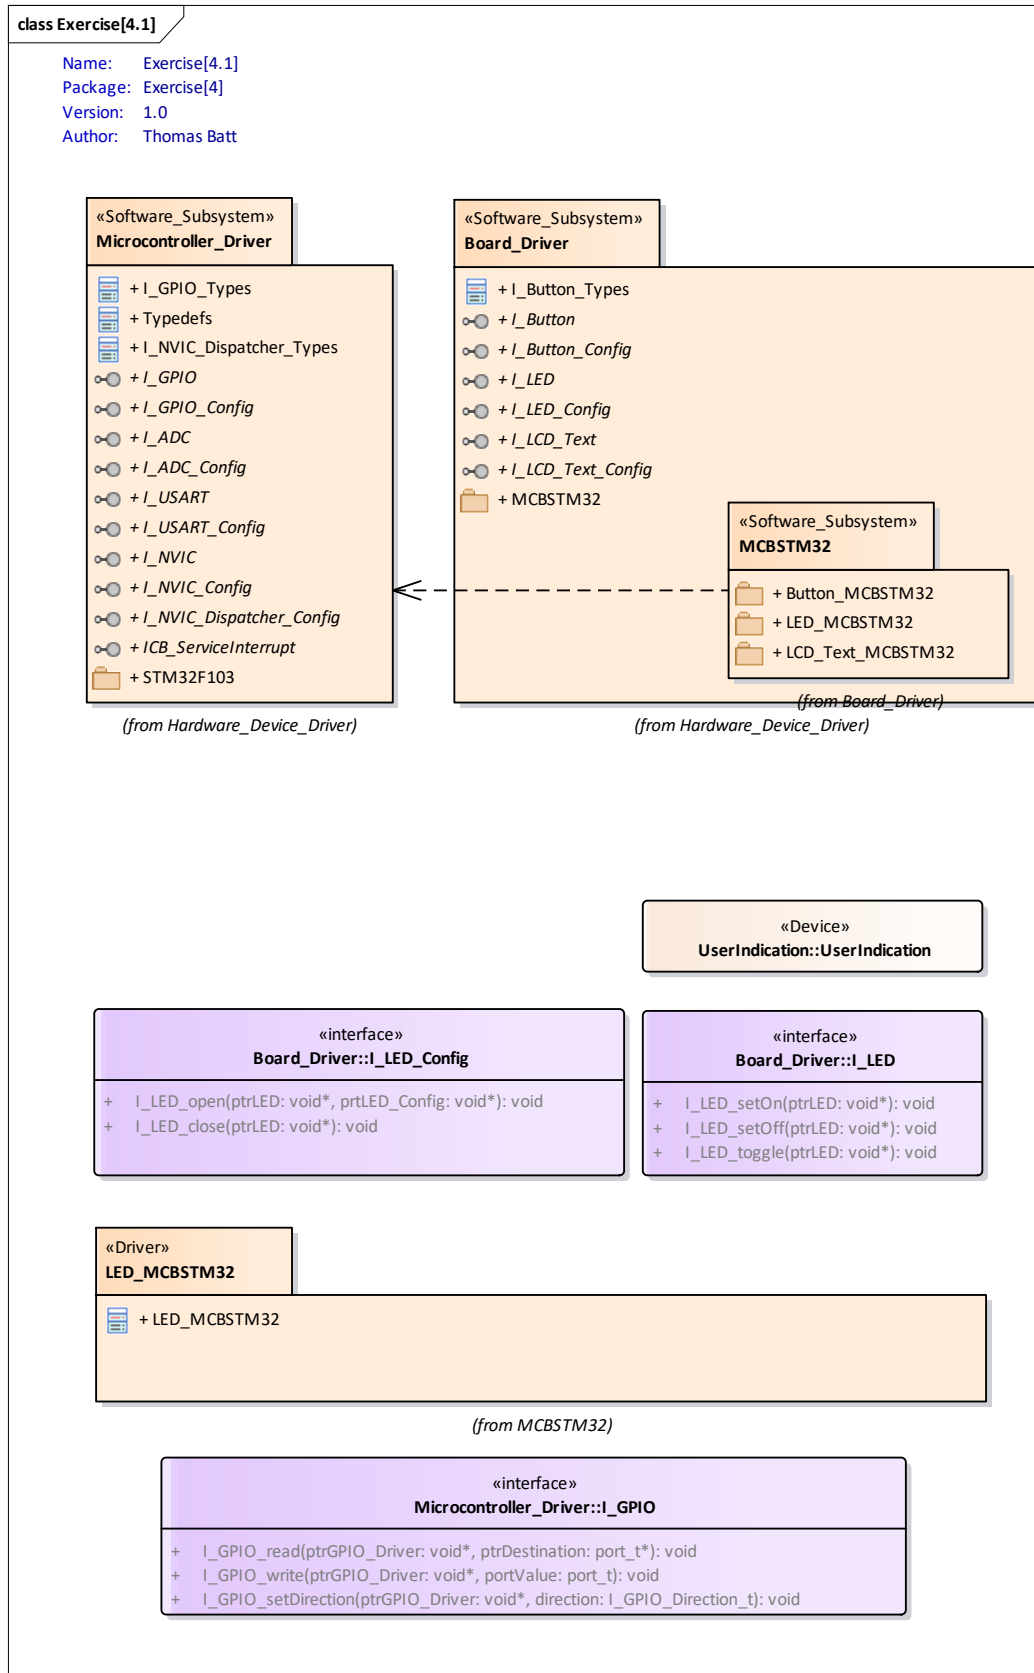 class Exercise[4.1]
Name: Exercise[4.1]
Package: Exercise[4]
Version: 1.0
Author: Thomas Batt
«Software_Subsystem»
Microcontroller_Driver
+ I_GPIO_Types
+ Typedefs
+ I_NVIC_Dispatcher_Types
+ I_GPIO
+ I_GPIO_Config
+ I_ADC
+ I_ADC_Config
+ I_USART
+ I_USART_Config
+ I_NVIC
+ I_NVIC_Config
+ I_NVIC_Dispatcher_Config
+ ICB_ServiceInterrupt
+ STM32F103
(from Hardware_Device_Driver)
«Software_Subsystem»
Board_Driver
+ I_Button_Types
+ I_Button
+ I_Button_Config
+ I_LED
+ I_LED_Config
+ I_LCD_Text
+ I_LCD_Text_Config
+ MCBSTM32
«Software_Subsystem»
MCBSTM32
+ Button_MCBSTM32
+ LED_MCBSTM32
+ LCD_Text_MCBSTM32
(from Board_Driver)
(from Hardware_Device_Driver)
«Device»
UserIndication::UserIndication
«interface»
Board_Driver::I_LED_Config
+ I_LED_open(ptrLED: void*, prtLED_Config: void*): void
+ I_LED_close(ptrLED: void*): void
«interface»
Board_Driver::I_LED
+ I_LED_setOn(ptrLED: void*): void
+ I_LED_setOff(ptrLED: void*): void
+ I_LED_toggle(ptrLED: void*): void
«Driver»
LED_MCBSTM32
+ LED_MCBSTM32
(from MCBSTM32)
«interface»
Microcontroller_Driver::I_GPIO
+ I_GPIO_read(ptrGPIO_Driver: void*, ptrDestination: port_t*): void
+ I_GPIO_write(ptrGPIO_Driver: void*, portValue: port_t): void
+ I_GPIO_setDirection(ptrGPIO_Driver: void*, direction: I_GPIO_Direction_t): void